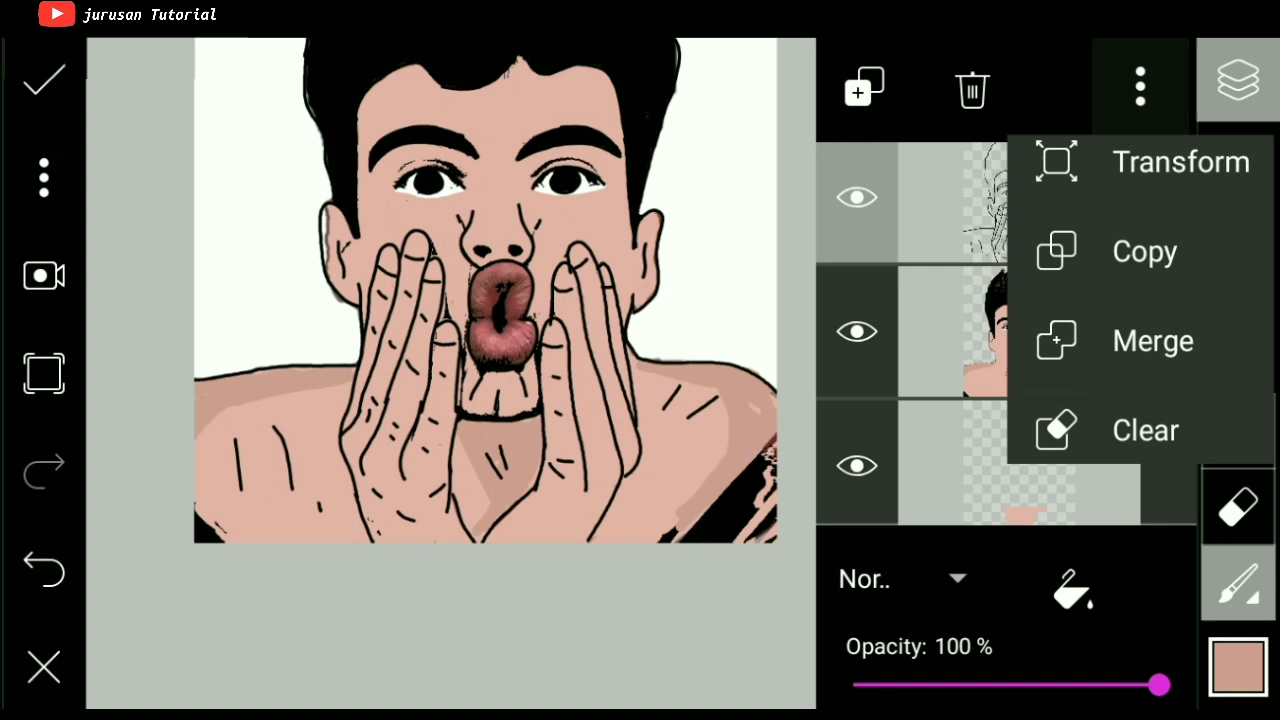 jurusan Tutorial
Transform
Copy
Merge
Clear
Nor..
Opacity: 100 %